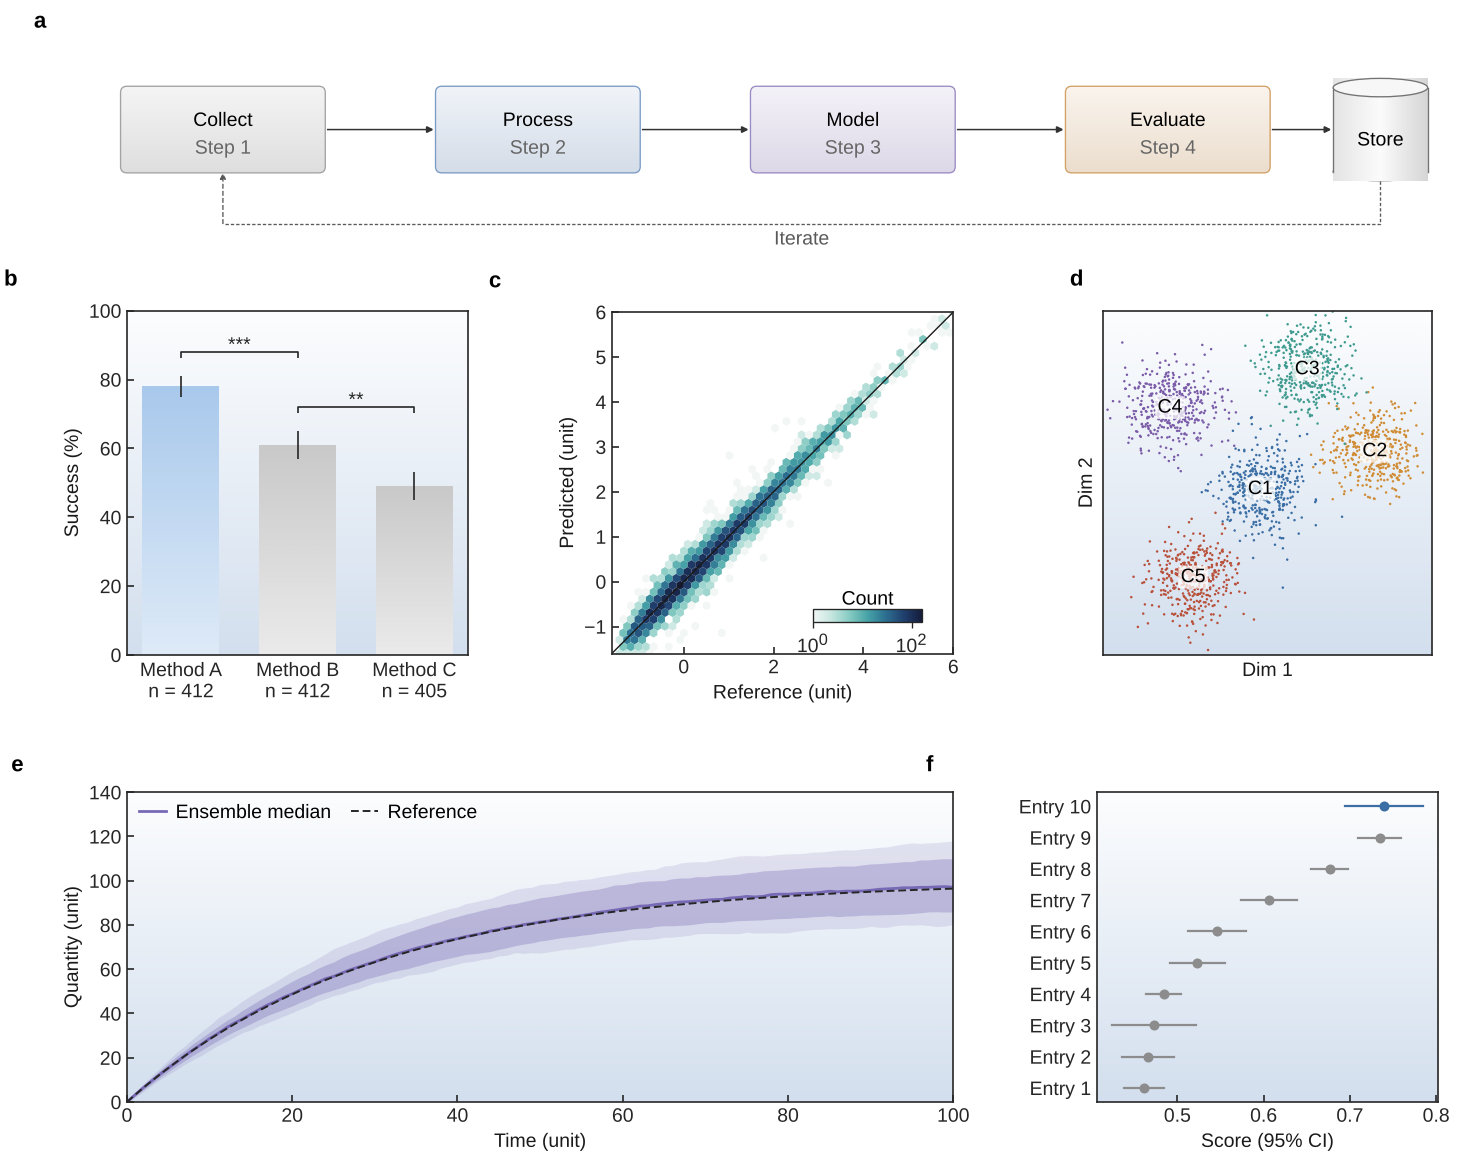 a
Collect
Step 1
Process
Step 2
Model
Step 3
Evaluate
Step 4
Store
Iterate
b
Success (%)
100
80
60
40
20
0
***
**
Method A
n = 412
Method B
n = 412
Method C
n = 405
c
Predicted (unit)
6
5
4
3
2
1
0
−1
Count
10⁰
10²
0
2
4
6
Reference (unit)
d
Dim 2
C3
C4
C2
C1
C5
Dim 1
e
Quantity (unit)
140
120
100
80
60
40
20
0
Ensemble median
Reference
0
20
40
60
80
100
Time (unit)
f
Entry 10
Entry 9
Entry 8
Entry 7
Entry 6
Entry 5
Entry 4
Entry 3
Entry 2
Entry 1
0.5
0.6
0.7
0.8
Score (95% CI)